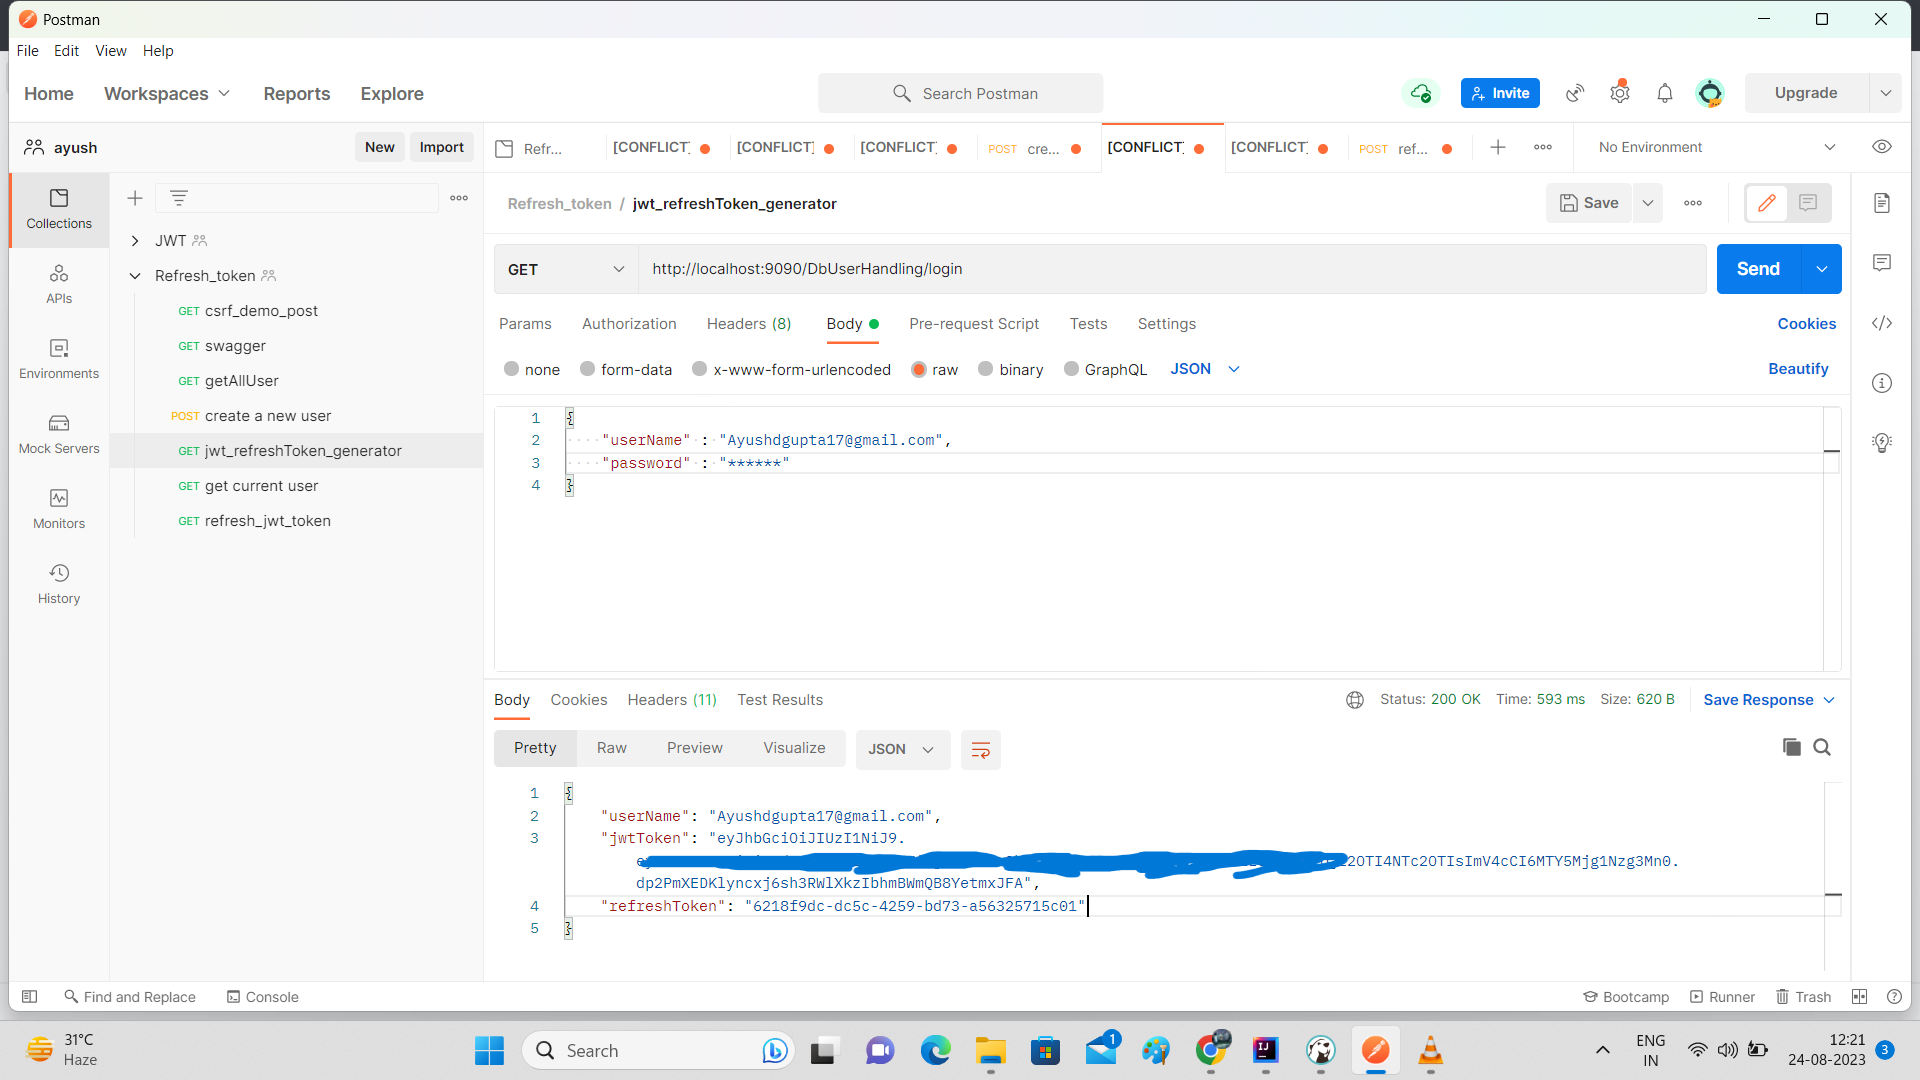 Postman
File Edit View Help
Home Workspaces Reports Explore
Search Postman
Invite
Upgrade
ayush
New Import
Refr...
[CONFLICT]
[CONFLICT]
[CONFLICT]
POST cre...
[CONFLICT]
[CONFLICT]
POST ref...
No Environment
Collections
APIs
Environments
Mock Servers
Monitors
History
JWT
Refresh_token
GET csrf_demo_post
GET swagger
GET getAllUser
POST create a new user
GET jwt_refreshToken_generator
GET get current user
GET refresh_jwt_token
Refresh_token / jwt_refreshToken_generator
Save
GET http://localhost:9090/DbUserHandling/login
Send
Params Authorization Headers (8) Body Pre-request Script Tests Settings Cookies
none form-data x-www-form-urlencoded raw binary GraphQL JSON Beautify
1 {
2 "userName" : "Ayushdgupta17@gmail.com",
3 "password" : "******"
4 }
Body Cookies Headers (11) Test Results Status: 200 OK Time: 593 ms Size: 620 B Save Response
Pretty Raw Preview Visualize JSON
1 {
2 "userName": "Ayushdgupta17@gmail.com",
3 "jwtToken": "eyJhbGciOiJIUzI1NiJ9.
2OTI4NTc2OTIsImV4cCI6MTY5Mjg1Nzg3Mn0.
dp2PmXEDKlyncxj6sh3RWlXkzIbhmBWmQB8YetmxJFA",
4 "refreshToken": "6218f9dc-dc5c-4259-bd73-a56325715c01"
5 }
Find and Replace Console
Bootcamp Runner Trash
31°C
Haze
Search
1
IJ
ENG
IN
12:21
24-08-2023
3